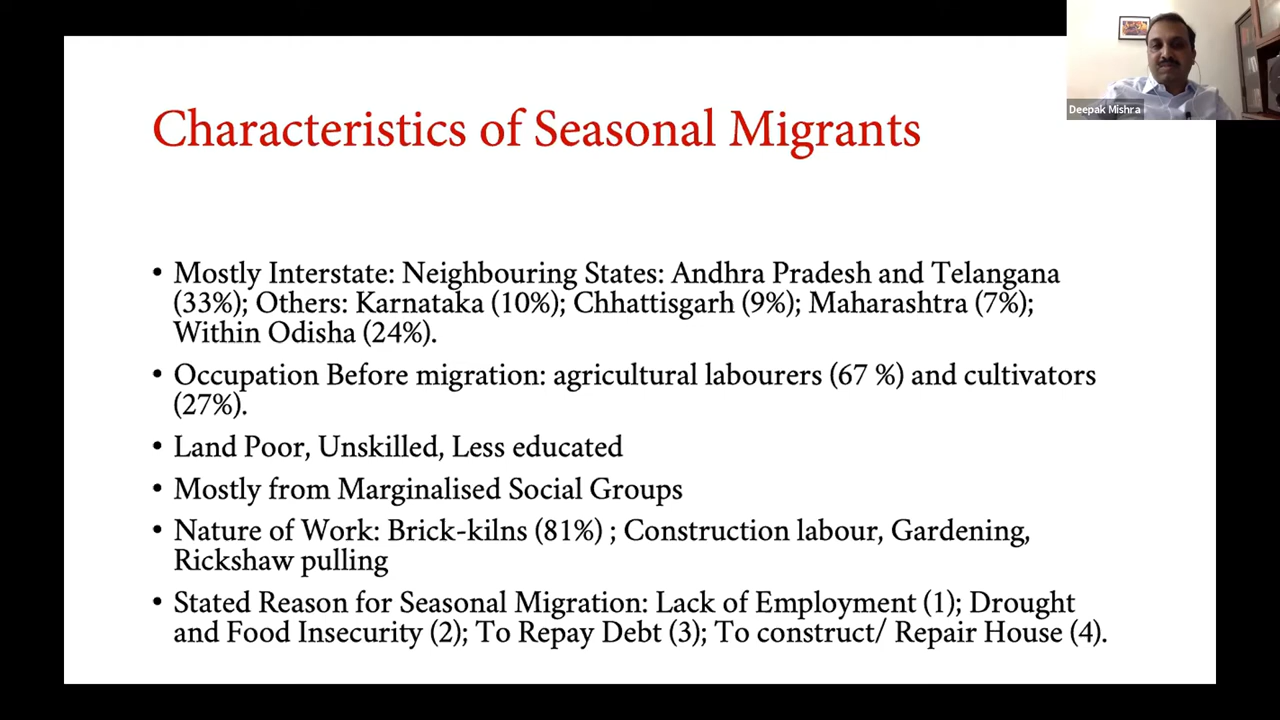 Deepak Mishra
Characteristics of Seasonal Migrants
• Mostly Interstate: Neighbouring States: Andhra Pradesh and Telangana
(33%); Others: Karnataka (10%); Chhattisgarh (9%); Maharashtra (7%);
Within Odisha (24%).
• Occupation Before migration: agricultural labourers (67 %) and cultivators
(27%).
• Land Poor, Unskilled, Less educated
• Mostly from Marginalised Social Groups
• Nature of Work: Brick-kilns (81%) ; Construction labour, Gardening,
Rickshaw pulling
• Stated Reason for Seasonal Migration: Lack of Employment (1); Drought
and Food Insecurity (2); To Repay Debt (3); To construct/ Repair House (4).